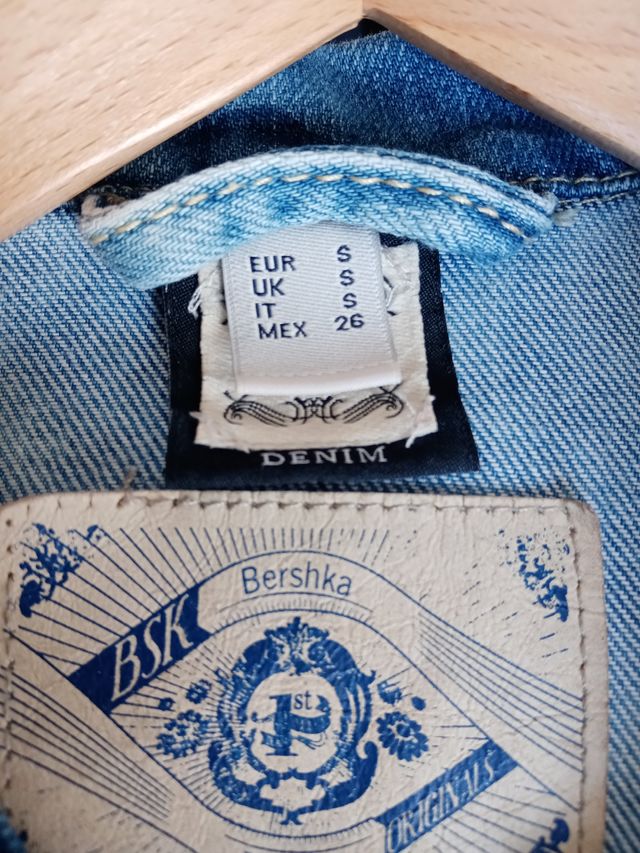 EUR S
UK S
IT S
MEX 26
DENIM
Bershka
BSK
1st
ORIGINALS